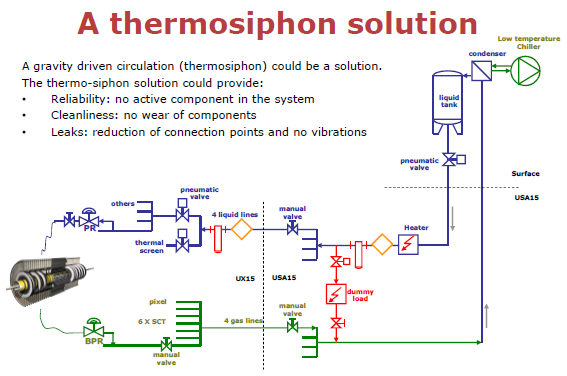 A thermosiphon solution
A gravity driven circulation (thermosiphon) could be a solution.
The thermo-siphon solution could provide:
• Reliability: no active component in the system
• Cleanliness: no wear of components
• Leaks: reduction of connection points and no vibrations
Low temperature
Chiller
condenser
liquid
tank
pneumatic
valve
Surface
USA15
pneumatic
valve
others
4 liquid lines
manual
valve
PR
thermal
screen
Heater
UX15
USA15
dummy
load
pixel
6 X SCT
4 gas lines
manual
valve
BPR
manual
valve